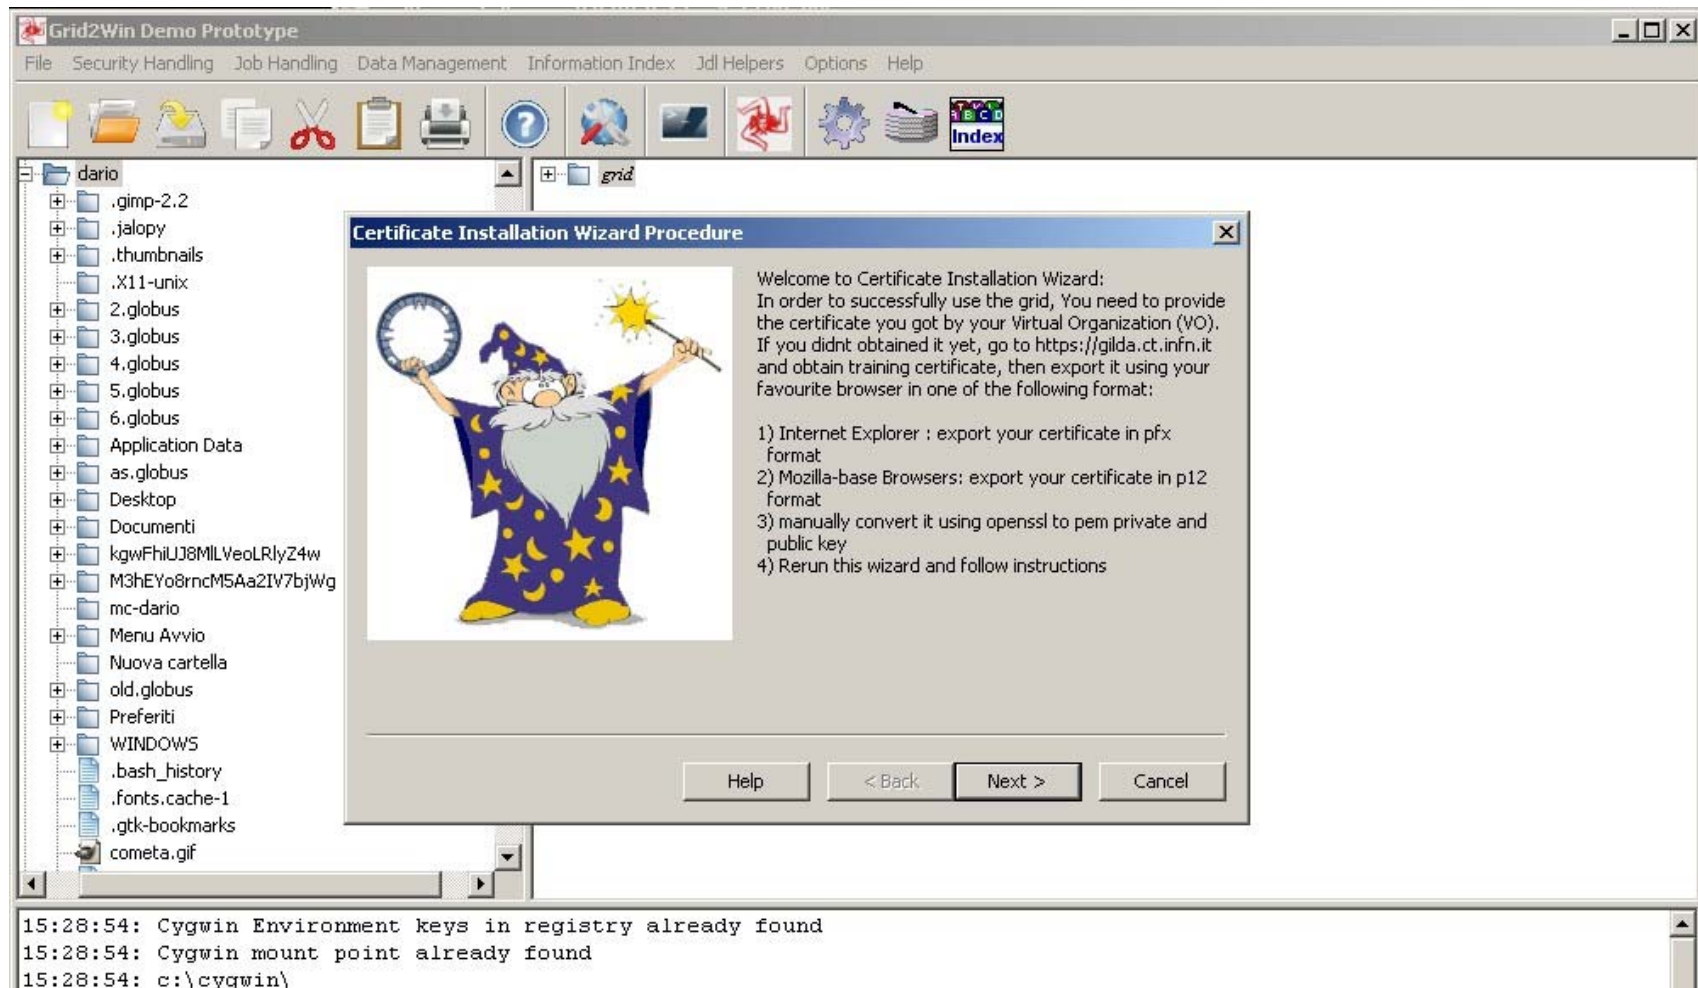 Grid2Win Demo Prototype
File Security Handling Job Handling Data Management Information Index Jdl Helpers Options Help
A B C D
Index
dario
.gimp-2.2
.jalopy
.thumbnails
.X11-unix
2.globus
3.globus
4.globus
5.globus
6.globus
Application Data
as.globus
Desktop
Documenti
kgwFhiUJ8MlLVeoLRlyZ4w
M3hEYo8rncM5Aa2IV7bjWg
mc-dario
Menu Avvio
Nuova cartella
old.globus
Preferiti
WINDOWS
.bash_history
.fonts.cache-1
.gtk-bookmarks
cometa.gif
grid
Certificate Installation Wizard Procedure
Welcome to Certificate Installation Wizard:
In order to successfully use the grid, You need to provide
the certificate you got by your Virtual Organization (VO).
If you didnt obtained it yet, go to https://gilda.ct.infn.it
and obtain training certificate, then export it using your
favourite browser in one of the following format:
1) Internet Explorer : export your certificate in pfx
format
2) Mozilla-base Browsers: export your certificate in p12
format
3) manually convert it using openssl to pem private and
public key
4) Rerun this wizard and follow instructions
Help < Back Next > Cancel
15:28:54: Cygwin Environment keys in registry already found
15:28:54: Cygwin mount point already found
15:28:54: c:\cygwin\